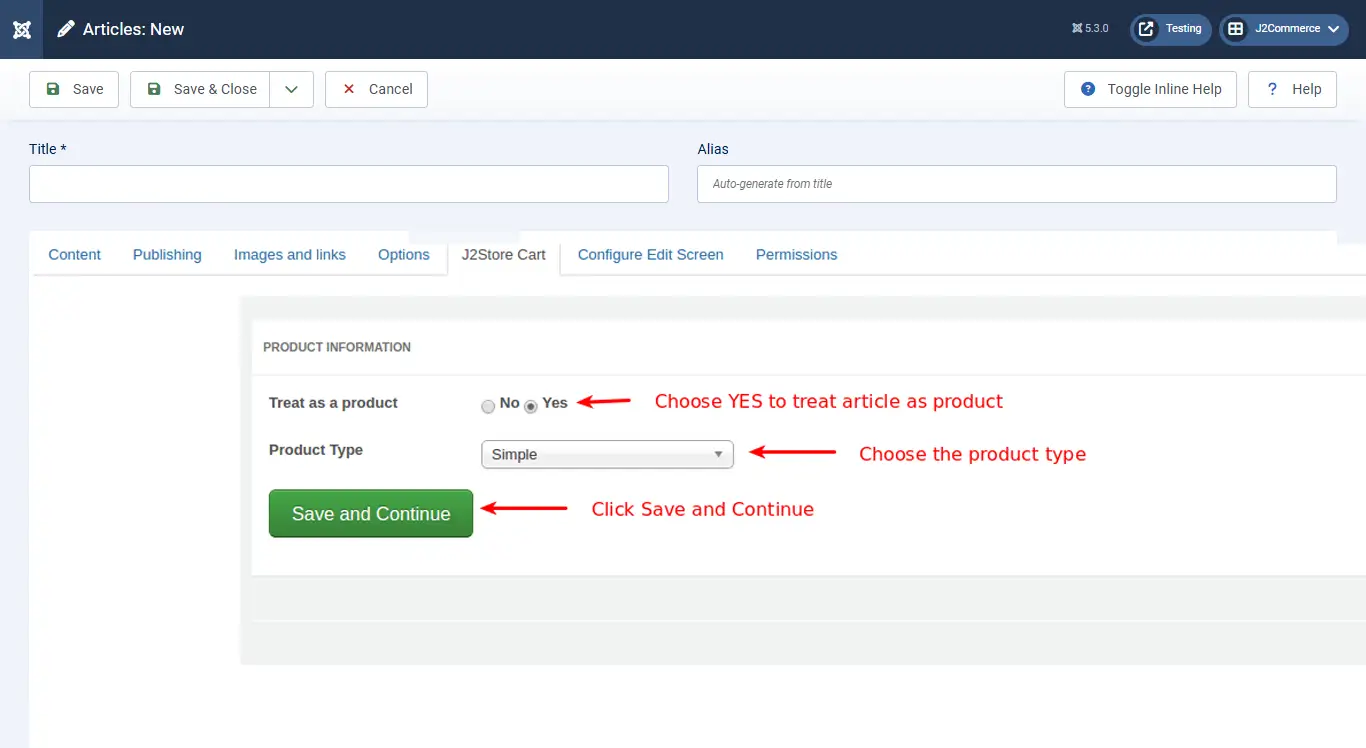 Articles: New
5.3.0
Testing
J2Commerce
Save
Save & Close
Cancel
Toggle Inline Help
Help
Title *
Alias
Auto-generate from title
Content
Publishing
Images and links
Options
J2Store Cart
Configure Edit Screen
Permissions
PRODUCT INFORMATION
Treat as a product
No
Yes
Choose YES to treat article as product
Product Type
Simple
Choose the product type
Save and Continue
Click Save and Continue